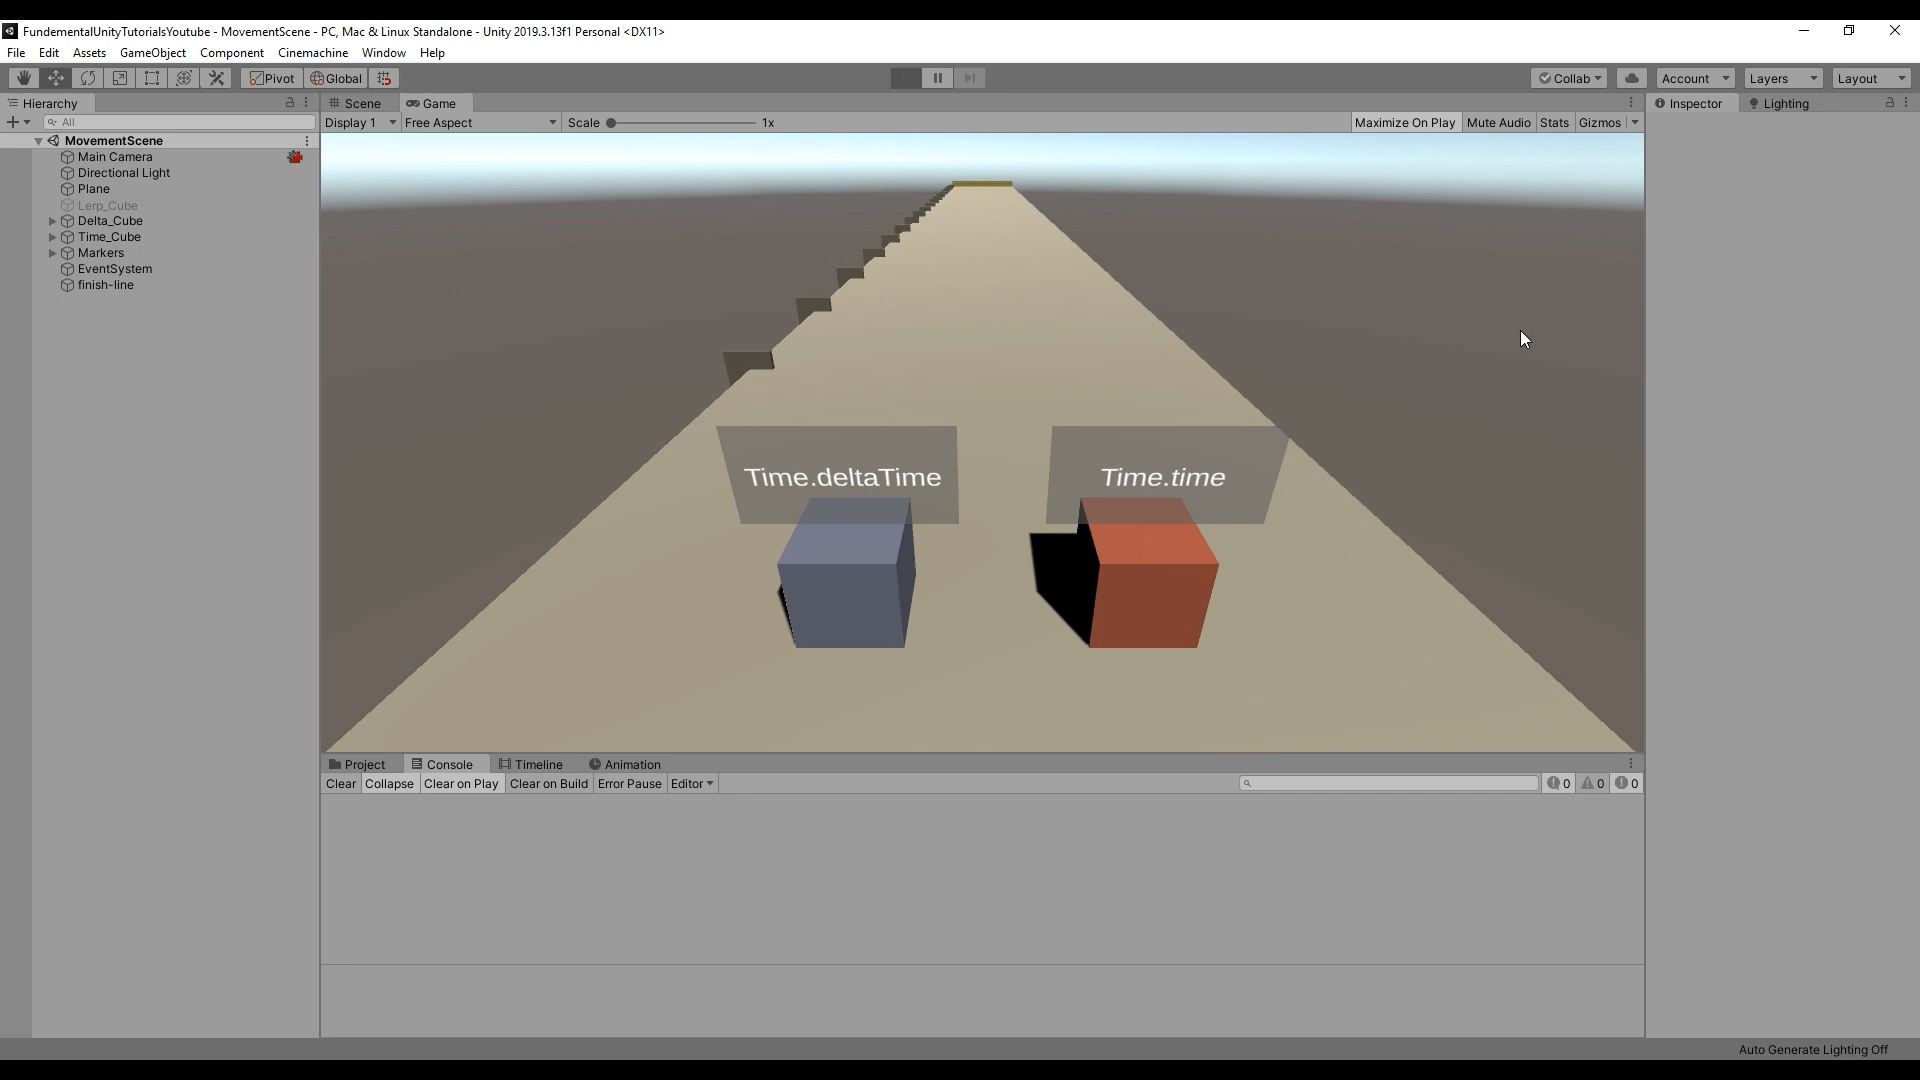 FundementalUnityTutorialsYoutube - MovementScene - PC, Mac & Linux Standalone - Unity 2019.3.13f1 Personal <DX11>
File Edit Assets GameObject Component Cinemachine Window Help
Pivot Global Collab Account Layers Layout
Hierarchy Scene Game Inspector Lighting
All Display 1 Free Aspect Scale 1x Maximize On Play Mute Audio Stats Gizmos
MovementScene
Main Camera
Directional Light
Plane
Lerp_Cube
Delta_Cube
Time_Cube
Markers
EventSystem
finish-line
Time.deltaTime Time.time
Project Console Timeline Animation
Clear Collapse Clear on Play Clear on Build Error Pause Editor 0 0 0
Auto Generate Lighting Off